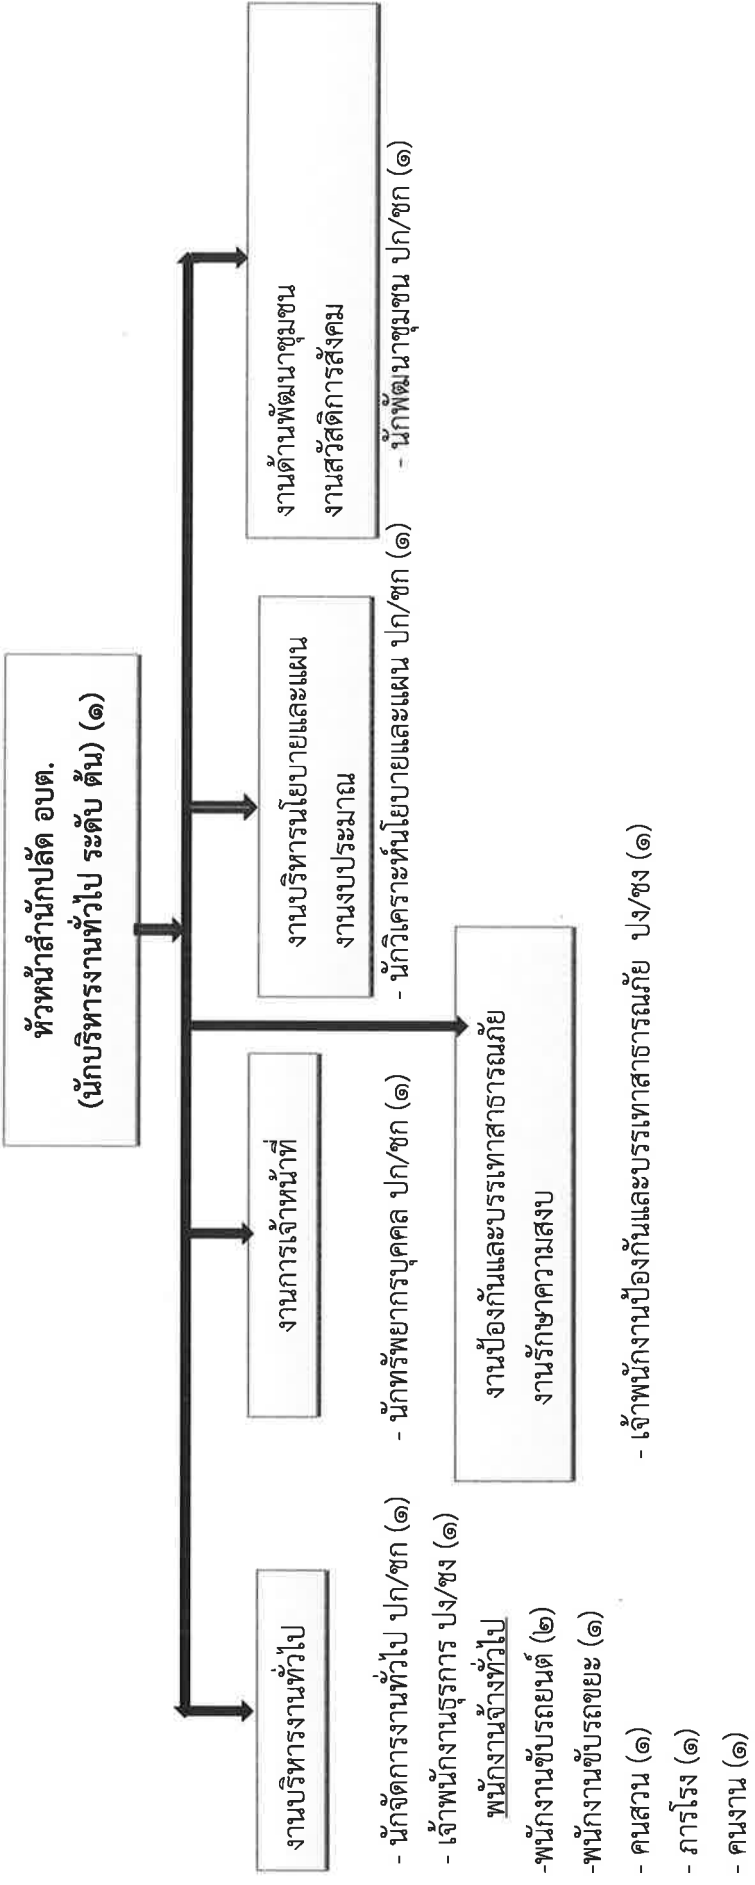 หัวหน้าสำนักปลัด อบต.
(นักบริหารงานทั่วไป ระดับ ต้น) (๑)
งานบริหารงานทั่วไป
- นักจัดการงานทั่วไป ปก/ชก (๑)
- เจ้าพนักงานธุรการ ปง/ชง (๑)
พนักงานจ้างทั่วไป
-พนักงานขับรถยนต์ (๒)
-พนักงานขับรถขยะ (๑)
- คนสวน (๑)
- ภารโรง (๑)
- คนงาน (๑)
งานการเจ้าหน้าที่
- นักทรัพยากรบุคคล ปก/ชก (๑)
งานบริหารนโยบายและแผน
งานงบประมาณ
- นักวิเคราะห์นโยบายและแผน ปก/ชก (๑)
งานด้านพัฒนาชุมชน
งานสวัสดิการสังคม
- นักพัฒนาชุมชน ปก/ชก (๑)
งานป้องกันและบรรเทาสาธารณภัย
งานรักษาความสงบ
- เจ้าพนักงานป้องกันและบรรเทาสาธารณภัย ปง/ชง (๑)